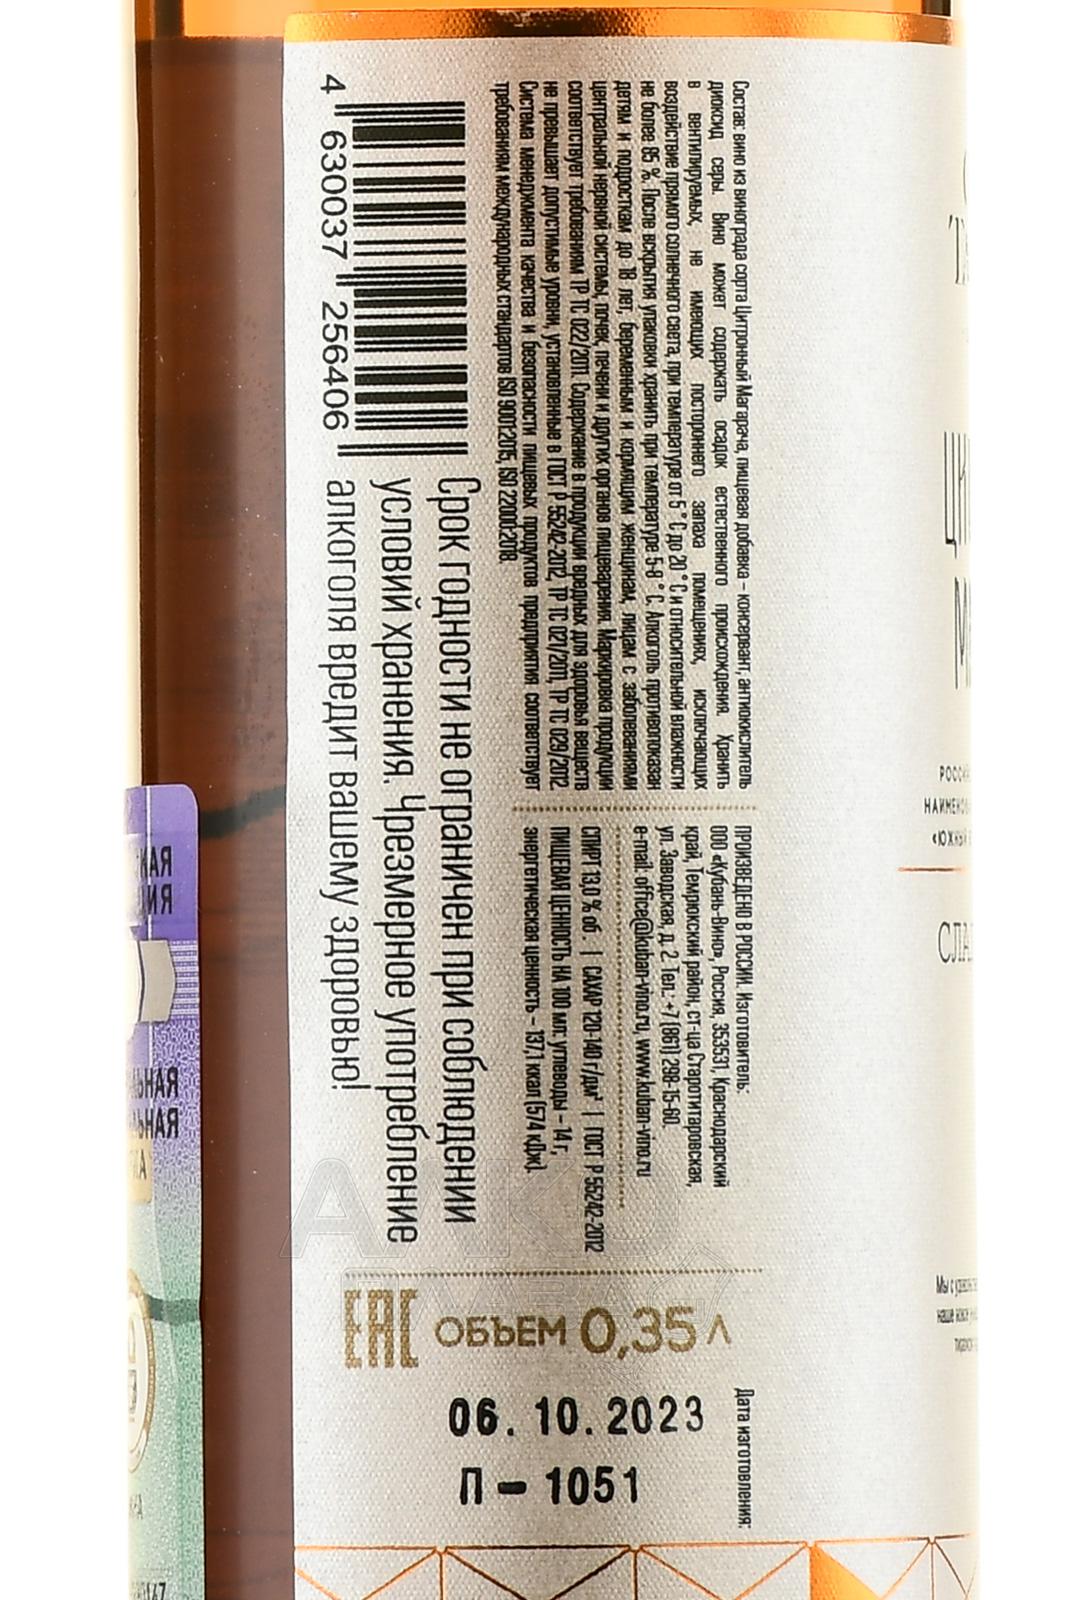 Состав: вино из винограда сорта Цитронный Магарача, пищевая добавка – консервант, антиокислитель
диоксид серы. Вино может содержать осадок естественного происхождения. Хранить
в вентилируемых, не имеющих постороннего запаха помещениях, исключающих
воздействие прямого солнечного света, при температуре от 5 °С до 20 °С и относительной влажности
не более 85 %. После вскрытия упаковки хранить при температуре 5-8 °С. Алкоголь противопоказан
детям и подросткам до 18 лет, беременным и кормящим женщинам, лицам с заболеваниями
центральной нервной системы, почек, печени и других органов пищеварения. Маркировка продукции
соответствует требованиям ТР ТС 022/2011. Содержание в продукции вредных для здоровья веществ
не превышает допустимые уровни, установленные в ГОСТ Р 55242-2012, ТР ТС 021/2011, ТР ТС 029/2012.
Система менеджмента качества и безопасности пищевых продуктов предприятия соответствует
требованиям международных стандартов ISO 9001:2015, ISO 22000:2018.
Срок годности не ограничен при соблюдении
условий хранения. Чрезмерное употребление
алкоголя вредит вашему здоровью!
4 630037 256406
ПРОИЗВЕДЕНО В РОССИИ. Изготовитель:
ООО «Кубань-Вино», Россия, 353531, Краснодарский
край, Темрюкский район, ст-ца Старотитаровская,
ул. Заводская, д. 2. Тел.: +7 (861) 298-15-60,
e-mail: office@kuban-vino.ru, www.kuban-vino.ru
СПИРТ 13,0 % об. | САХАР 120-140 г/дм³ | ГОСТ Р 55242-2012
ПИЩЕВАЯ ЦЕННОСТЬ НА 100 мл: углеводы – 14 г,
энергетическая ценность – 137,1 ккал (574 кДж).
EAC ОБЪЕМ 0,35 Л
Дата изготовления:
06.10.2023
П-1051